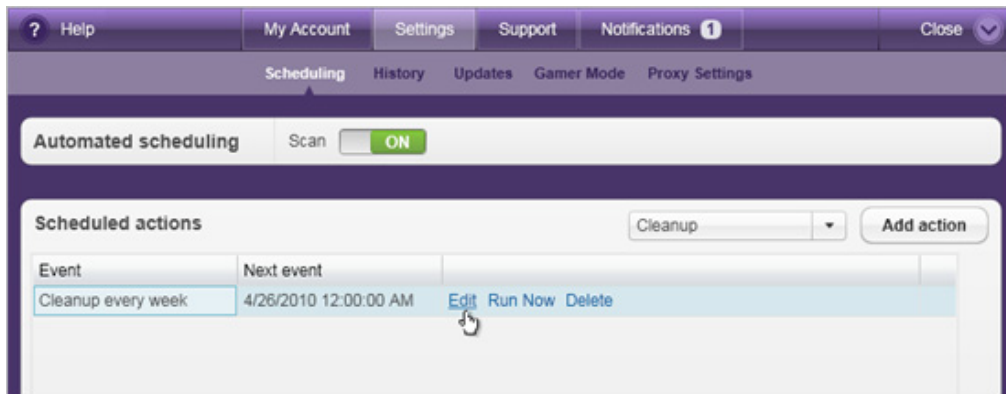 ? Help My Account Settings Support Notifications 1 Close
Scheduling History Updates Gamer Mode Proxy Settings
Automated scheduling Scan ON
Scheduled actions Cleanup Add action
Event Next event
Cleanup every week 4/26/2010 12:00:00 AM Edit Run Now Delete